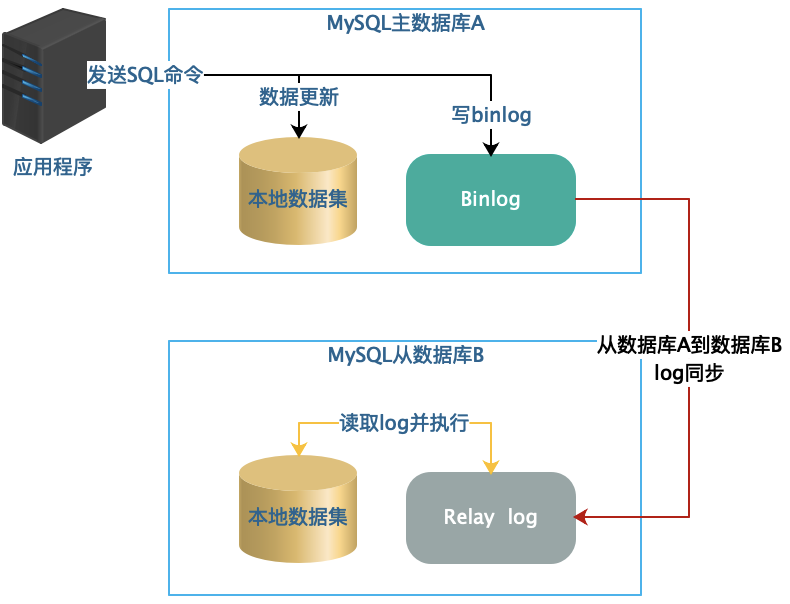 MySQL主数据库A
发送SQL命令
数据更新
写binlog
应用程序
本地数据集
Binlog
从数据库A到数据库B
log同步
MySQL从数据库B
读取log并执行
本地数据集
Relay log